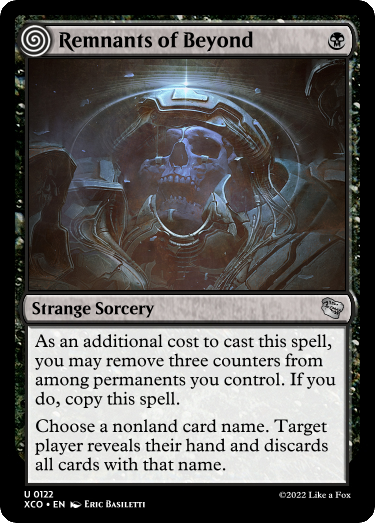 Remnants of Beyond
Strange Sorcery
As an additional cost to cast this spell,
you may remove three counters from
among permanents you control. If you
do, copy this spell.
Choose a nonland card name. Target
player reveals their hand and discards
all cards with that name.
U 0122
XCO • EN Eric Basiletti
©2022 Like a Fox